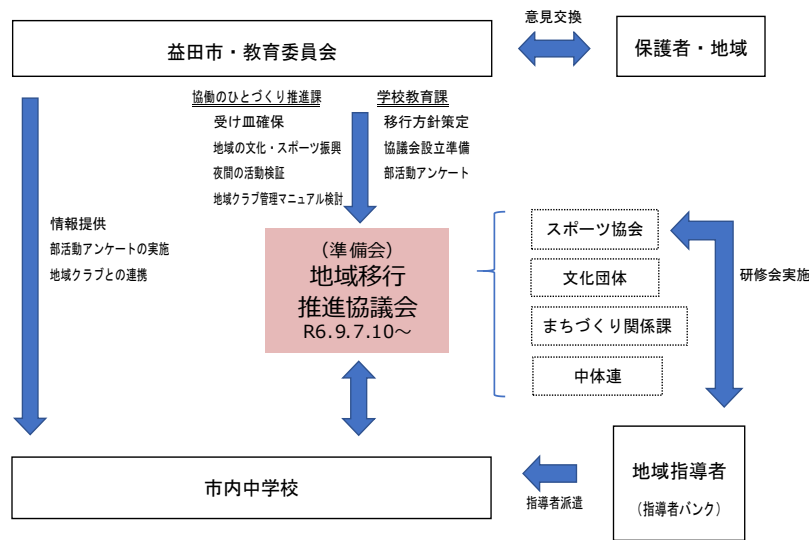 意見交換
益田市・教育委員会
保護者・地域
協働のひとづくり推進課
受け皿確保
地域の文化・スポーツ振興
夜間の活動検証
地域クラブ管理マニュアル検討
学校教育課
移行方針策定
協議会設立準備
部活動アンケート
情報提供
部活動アンケートの実施
地域クラブとの連携
(準備会)
地域移行
推進協議会
R6.9.7.10～
スポーツ協会
文化団体
まちづくり関係課
中体連
研修会実施
市内中学校
指導者派遣
地域指導者
(指導者バンク)